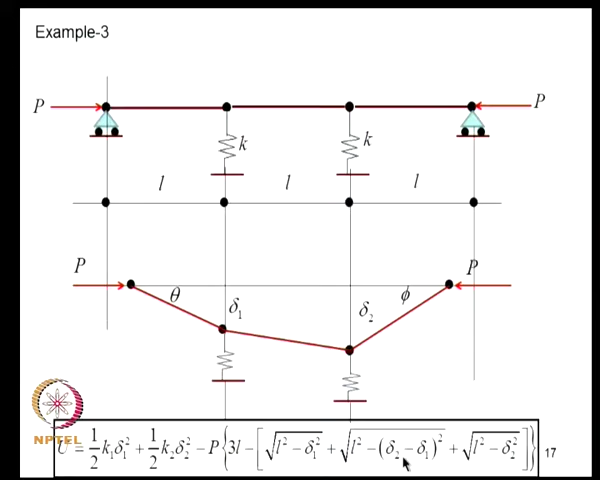 Example-3
P P
k k
l l l
P P
θ δ₁ δ₂ ϕ
U = 1/2 k₁δ₁² + 1/2 k₂δ₂² − P{3l − [√(l² − δ₁²) + √(l² − (δ₂ − δ₁)²) + √(l² − δ₂²)]}
NPTEL
17